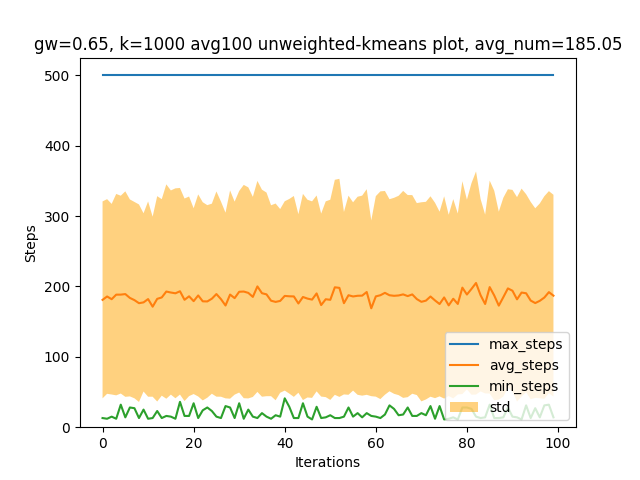 gw=0.65, k=1000 avg100 unweighted-kmeans plot, avg_num=185.05
500
400
300
200
100
0
Steps
max_steps
avg_steps
min_steps
std
0 20 40 60 80 100
Iterations